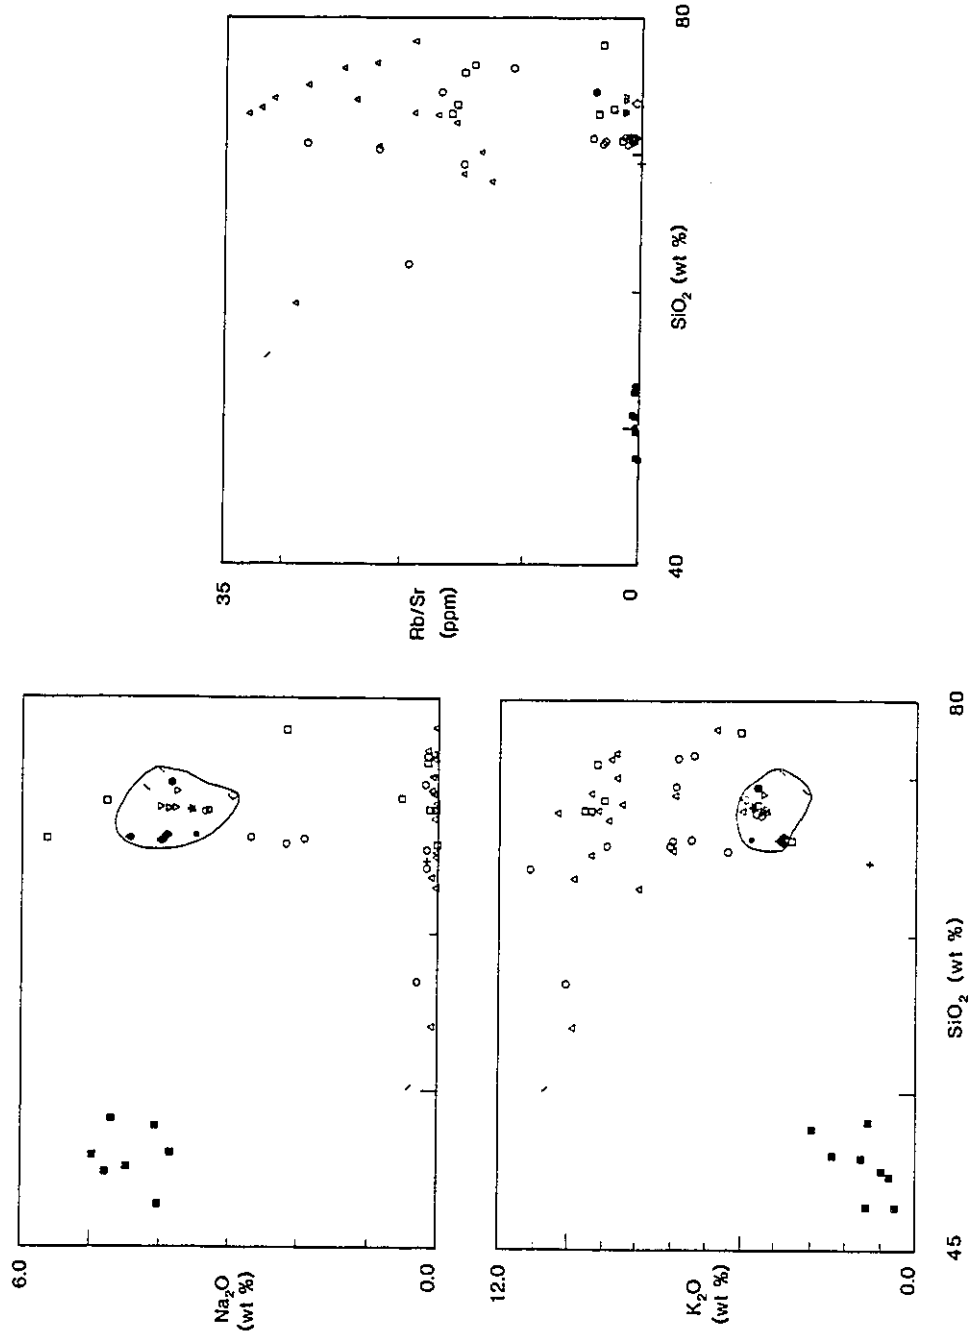 35
Rb/Sr
(ppm)
0
40
SiO₂ (wt %)
80
6.0
Na₂O
(wt %)
0.0
12.0
K₂O
(wt %)
0.0
45
SiO₂ (wt %)
80